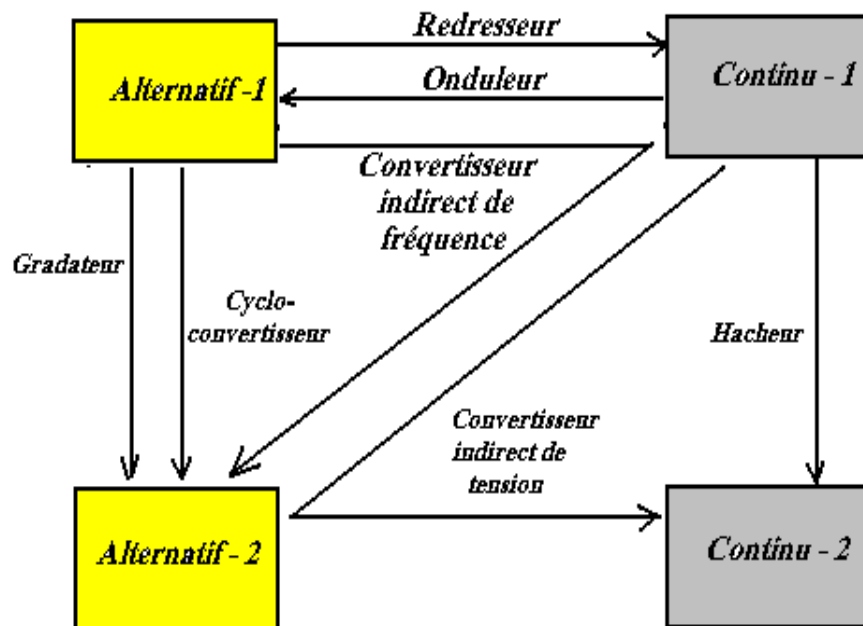 Redresseur
Alternatif -1
Continu - 1
Onduleur
Convertisseur
indirect de
fréquence
Gradateur
Cyclo-
convertisseur
Hacheur
Convertisseur
indirect de
tension
Alternatif - 2
Continu - 2